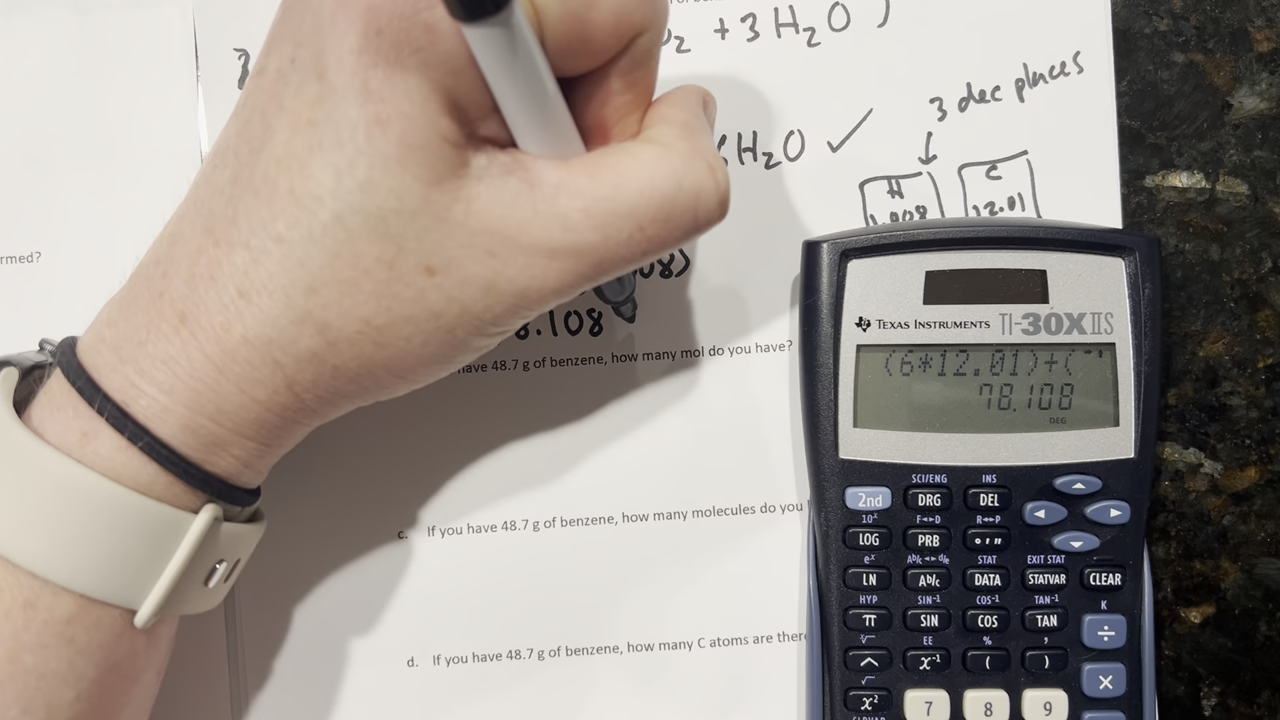 + 3 H₂O )
3 dec places
H₂O ✓
H
C
1.008
12.01
rmed?
08)
8.108
have 48.7 g of benzene, how many mol do you have?
c. If you have 48.7 g of benzene, how many molecules do you
d. If you have 48.7 g of benzene, how many C atoms are there
TEXAS INSTRUMENTS TI-30X IIS
(6*12.01)+(
78.108
DEG
SCI/ENG INS
2nd DRG DEL
10ˣ F◄►D R◄►P
LOG PRB ° ' "
eˣ Ab/c◄►d/e STAT EXIT STAT
LN Ab/c DATA STATVAR CLEAR
HYP SIN⁻¹ COS⁻¹ TAN⁻¹ K
π SIN COS TAN ÷
ˣ√ EE % ,
^ x⁻¹ ( )
√ ×
x² 7 8 9